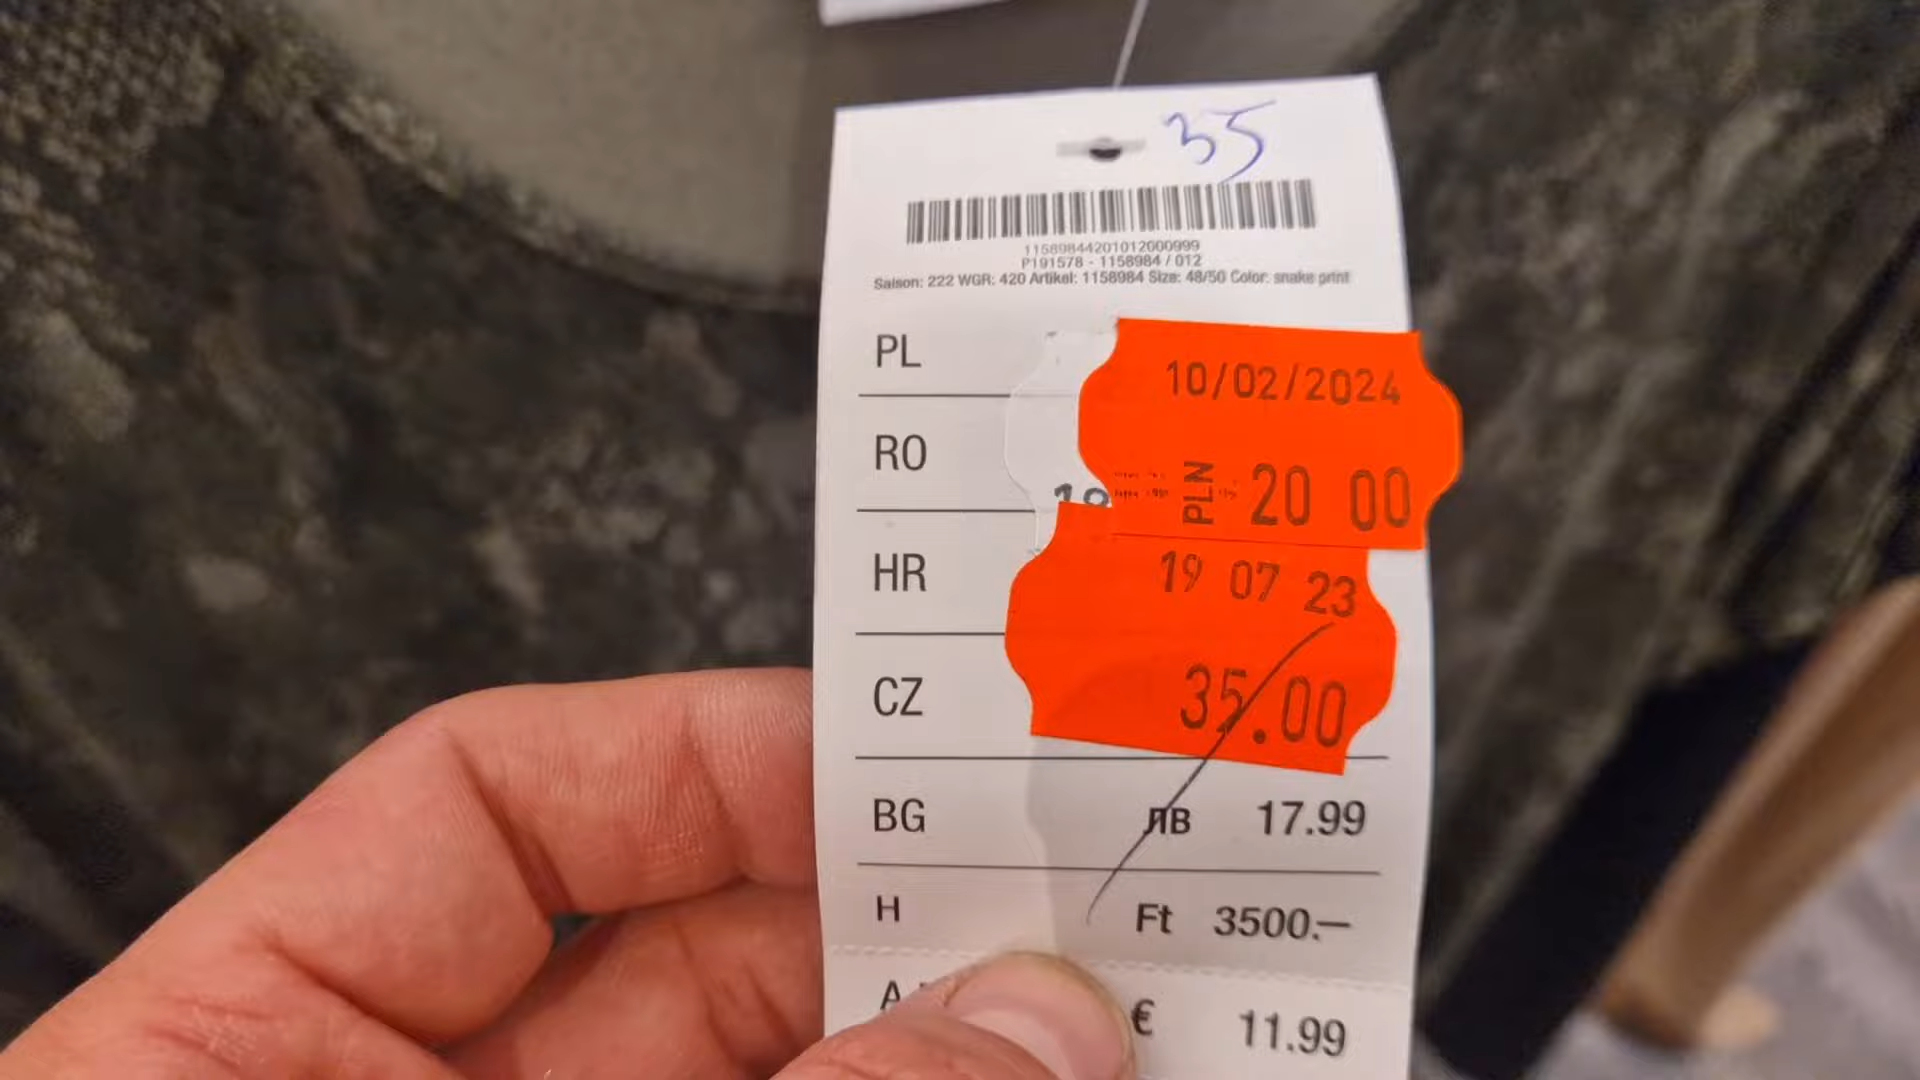 35
11589844201012000999
P191578 - 1158984 / 012
Saison: 222 WGR: 420 Artikel: 1158984 Size: 48/50 Color: snake print
PL
10/02/2024
RO
PLN 20 00
HR
19 07 23
CZ
35.00
BG лв 17.99
H Ft 3500.–
€ 11.99